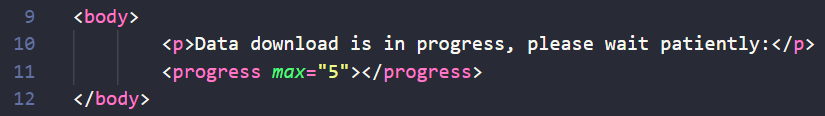 9 <body>
10 <p>Data download is in progress, please wait patiently:</p>
11 <progress max="5"></progress>
12 </body>